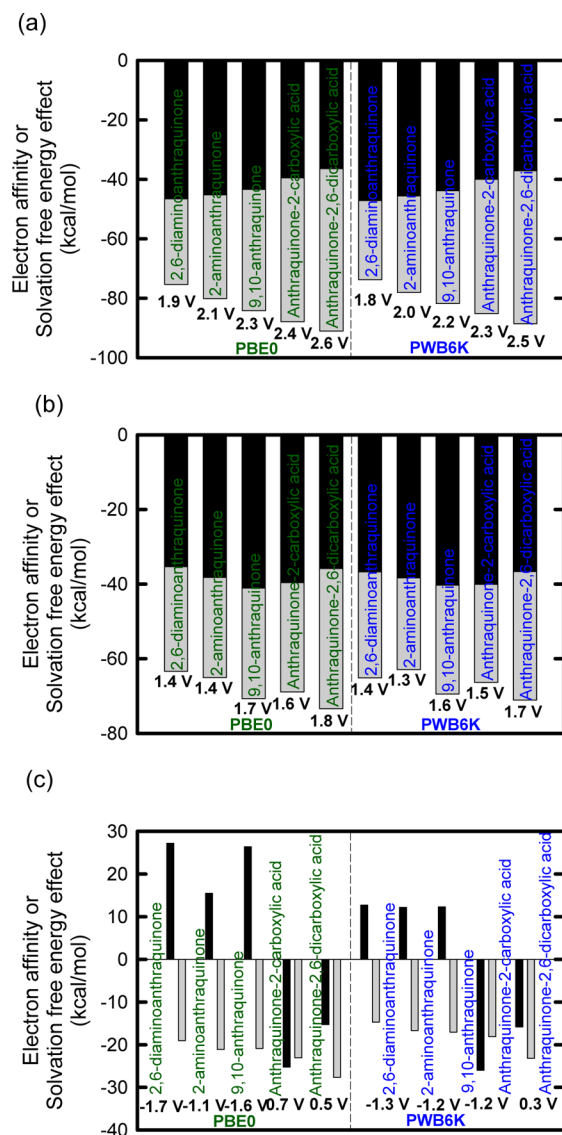 (a)
Electron affinity or
Solvation free energy effect
(kcal/mol)
0
-20
-40
-60
-80
-100
2,6-diaminoanthraquinone
2-aminoanthraquinone
9,10-anthraquinone
Anthraquinone-2-carboxylic acid
Anthraquinone-2,6-dicarboxylic acid
2,6-diaminoanthraquinone
2-aminoanthraquinone
9,10-anthraquinone
Anthraquinone-2-carboxylic acid
Anthraquinone-2,6-dicarboxylic acid
1.9 V
2.1 V
2.3 V
2.4 V
2.6 V
1.8 V
2.0 V
2.2 V
2.3 V
2.5 V
PBE0
PWB6K
(b)
Electron affinity or
Solvation free energy effect
(kcal/mol)
0
-20
-40
-60
-80
2,6-diaminoanthraquinone
2-aminoanthraquinone
9,10-anthraquinone
Anthraquinone-2-carboxylic acid
Anthraquinone-2,6-dicarboxylic acid
2,6-diaminoanthraquinone
2-aminoanthraquinone
9,10-anthraquinone
Anthraquinone-2-carboxylic acid
Anthraquinone-2,6-dicarboxylic acid
1.4 V
1.4 V
1.7 V
1.6 V
1.8 V
1.4 V
1.3 V
1.6 V
1.5 V
1.7 V
PBE0
PWB6K
(c)
Electron affinity or
Solvation free energy effect
(kcal/mol)
30
20
10
0
-10
-20
-30
-40
2,6-diaminoanthraquinone
2-aminoanthraquinone
9,10-anthraquinone
Anthraquinone-2-carboxylic acid
Anthraquinone-2,6-dicarboxylic acid
2,6-diaminoanthraquinone
2-aminoanthraquinone
9,10-anthraquinone
Anthraquinone-2-carboxylic acid
Anthraquinone-2,6-dicarboxylic acid
-1.7 V
-1.1 V
-1.6 V
0.7 V
0.5 V
-1.3 V
-1.2 V
-1.2 V
0.3 V
PBE0
PWB6K